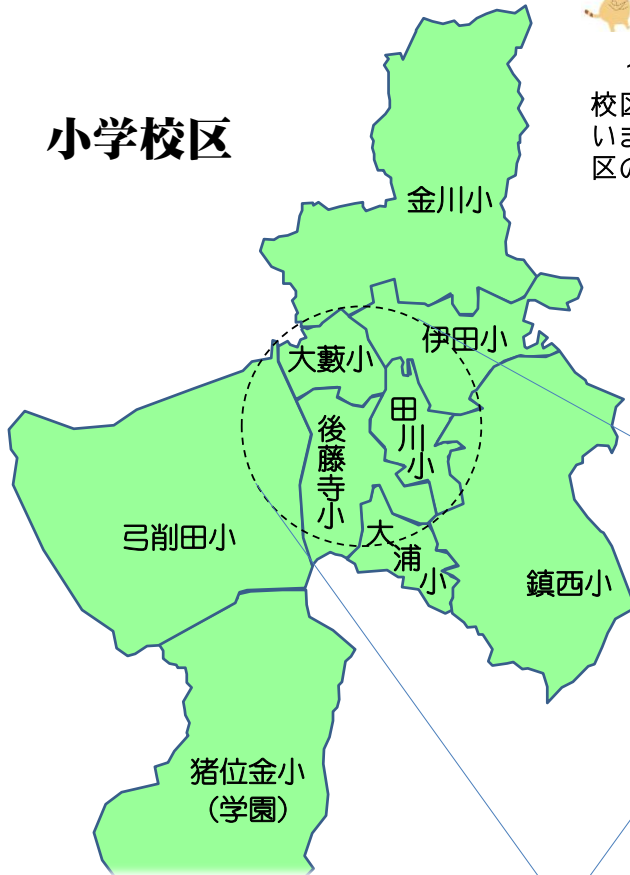 小学校区
校区
いま
区の
金川小
伊田小
大藪小
田川小
後藤寺小
大浦小
弓削田小
鎮西小
猪位金小
（学園）